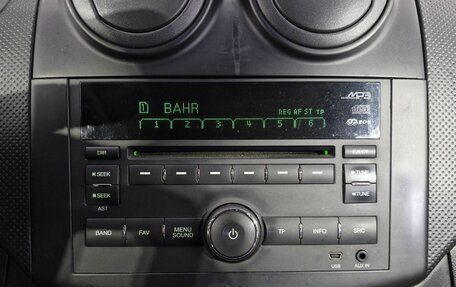 1 BAHR
REG AF ST TP
1 2 3 4 5 6
MP3
DIR
EJECT
SEEK
TUNE
SEEK
TUNE
AST
BAND FAV MENU SOUND TP INFO SRC
USB AUX IN